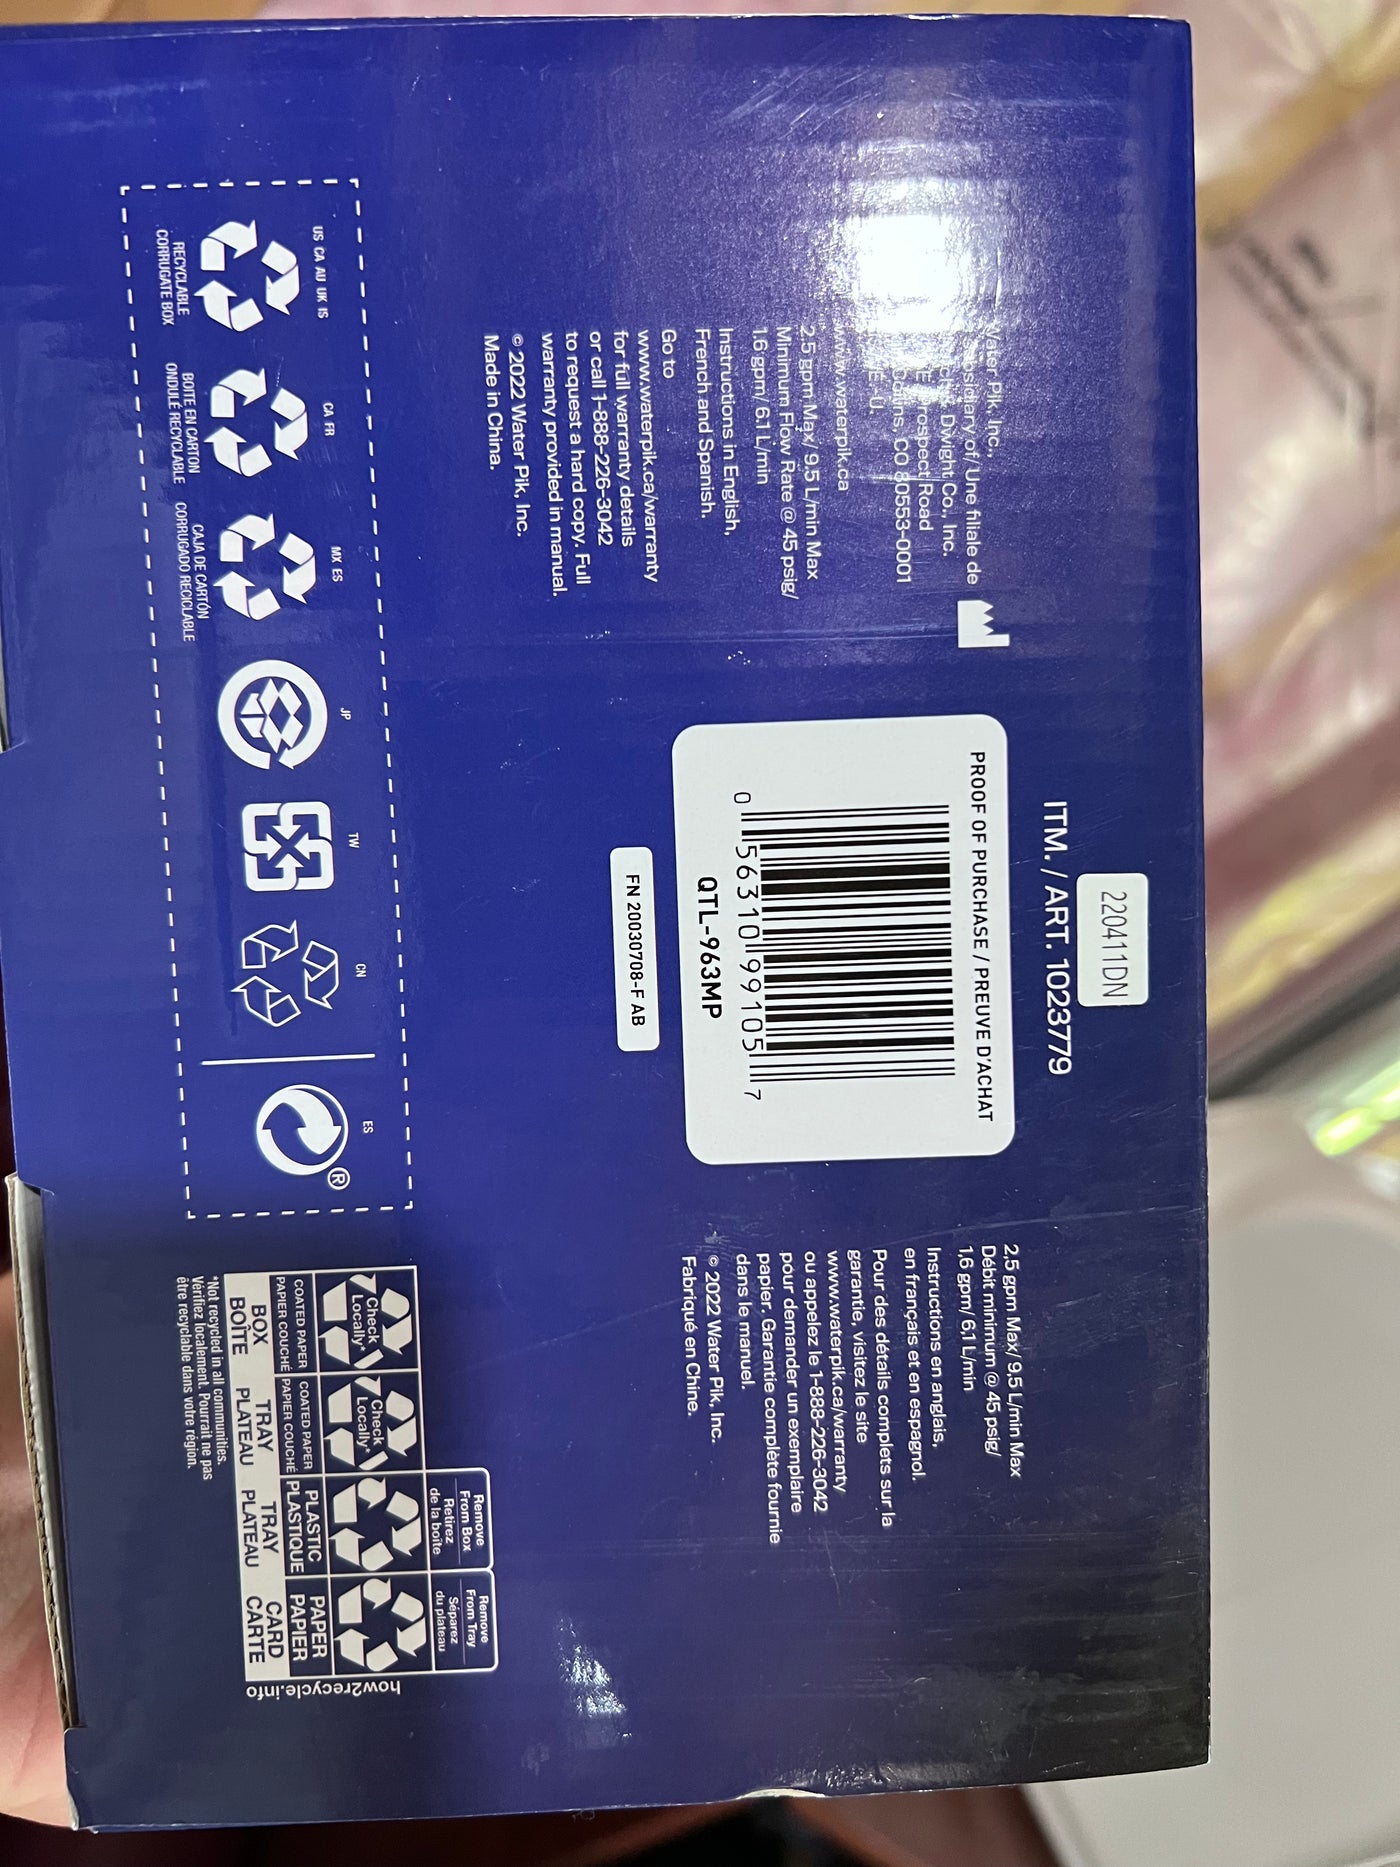 220411DN
ITM. / ART. 1023779
Water Pik, Inc.,
of/ Une filiale de
Dwight Co., Inc.
Prospect Road
Collins, CO 80553-0001
E.-U.
www.waterpik.ca
2.5 gpm Max/ 9.5 L/min Max
Minimum Flow Rate @ 45 psig/
1.6 gpm/ 6.1 L/min
Instructions in English,
French and Spanish.
Go to
www.waterpik.ca/warranty
for full warranty details
or call 1-888-226-3042
to request a hard copy. Full
warranty provided in manual.
© 2022 Water Pik, Inc.
Made in China.
PROOF OF PURCHASE / PREUVE D'ACHAT
0 56310 99105 7
QTL-963MP
FN 20030708-F AB
2,5 gpm Max/ 9,5 L/min Max
Débit minimum @ 45 psig/
1,6 gpm/ 6,1 L/min
Instructions en anglais,
en français et en espagnol.
Pour des détails complets sur la
garantie, visitez le site
www.waterpik.ca/warranty
ou appelez le 1-888-226-3042
pour demander un exemplaire
papier. Garantie complète fournie
dans le manuel.
© 2022 Water Pik, Inc.
Fabriqué en Chine.
US CA AU UK IS
RECYCLABLE
CORRUGATE BOX
CA FR
BOITE EN CARTON
ONDULÉ RECYCLABLE
MX ES
CAJA DE CARTÓN
CORRUGADO RECICLABLE
JP
TW
CN
ES
®
Remove
From Box
Retirez
de la boîte
Remove
From Tray
Séparez
du plateau
Check
Locally*
Check
Locally*
COATED PAPER
PAPIER COUCHÉ
COATED PAPER
PAPIER COUCHÉ
PLASTIC
PLASTIQUE
PAPER
PAPIER
BOX
BOÎTE
TRAY
PLATEAU
TRAY
PLATEAU
CARD
CARTE
how2recycle.info
*Not recycled in all communities.
Vérifiez localement. Pourrait ne pas
être recyclable dans votre région.